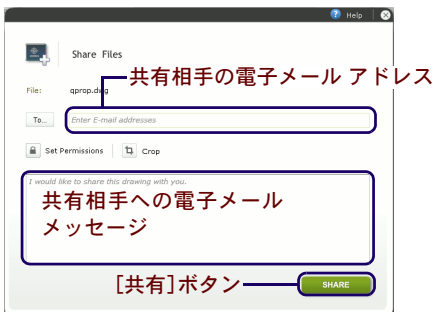 Help
Share Files
共有相手の電子メール アドレス
File: qprop.dwg
To... Enter E-mail addresses
Set Permissions Crop
I would like to share this drawing with you.
共有相手への電子メール
メッセージ
[共有]ボタン
SHARE